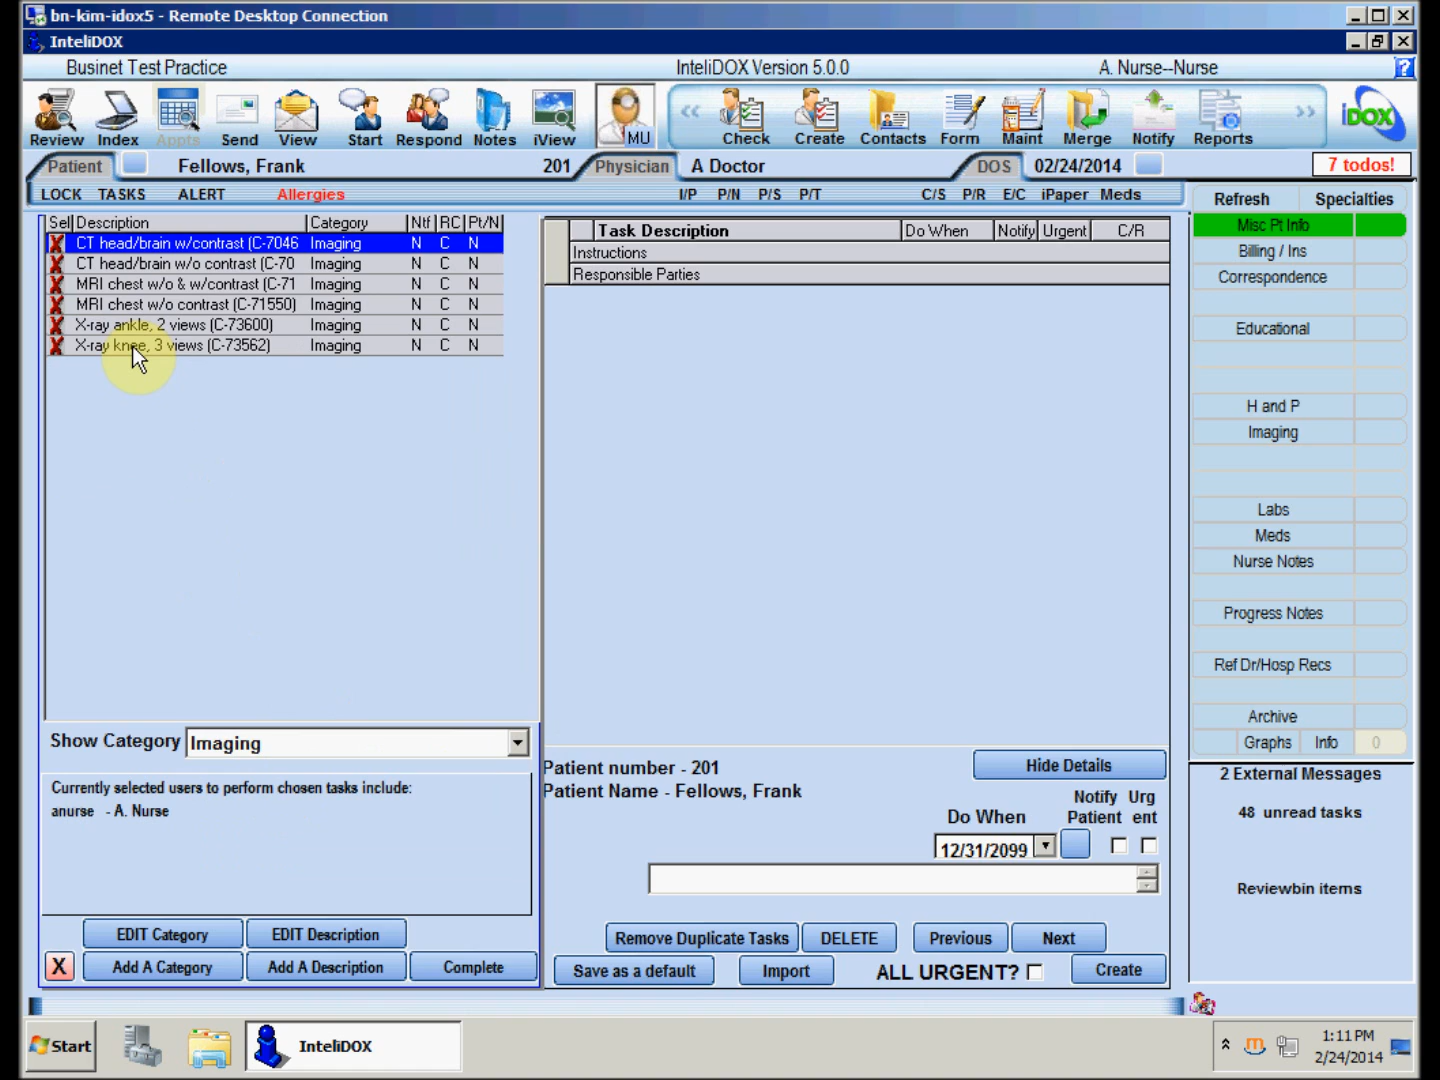 bn-kim-idox5 - Remote Desktop Connection
InteliDOX
Businet Test Practice InteliDOX Version 5.0.0 A. Nurse--Nurse ?
Review Index Appts Send View Start Respond Notes iView MU Check Create Contacts Form Maint Merge Notify Reports iDOX
Patient Fellows, Frank 201 Physician A Doctor DOS 02/24/2014 7 todos!
LOCK TASKS ALERT Allergies I/P P/N P/S P/T C/S P/R E/C iPaper Meds
Refresh Specialties
Sel Description Category Ntf RC Pt/N
CT head/brain w/contrast (C-7046 Imaging N C N
CT head/brain w/o contrast (C-70 Imaging N C N
MRI chest w/o & w/contrast (C-71 Imaging N C N
MRI chest w/o contrast (C-71550) Imaging N C N
X-ray ankle, 2 views (C-73600) Imaging N C N
X-ray knee, 3 views (C-73562) Imaging N C N
Task Description Do When Notify Urgent C/R
Instructions
Responsible Parties
Misc Pt Info
Billing / Ins
Correspondence
Educational
H and P
Imaging
Labs
Meds
Nurse Notes
Progress Notes
Ref Dr/Hosp Recs
Archive
Graphs Info 0
2 External Messages
48 unread tasks
Reviewbin items
Show Category Imaging
Currently selected users to perform chosen tasks include:
anurse - A. Nurse
EDIT Category EDIT Description
X Add A Category Add A Description Complete
Patient number - 201 Hide Details
Patient Name - Fellows, Frank
Do When Notify Patient Urg ent
12/31/2099
Remove Duplicate Tasks DELETE Previous Next
Save as a default Import ALL URGENT? Create
Start InteliDOX 1:11 PM
2/24/2014